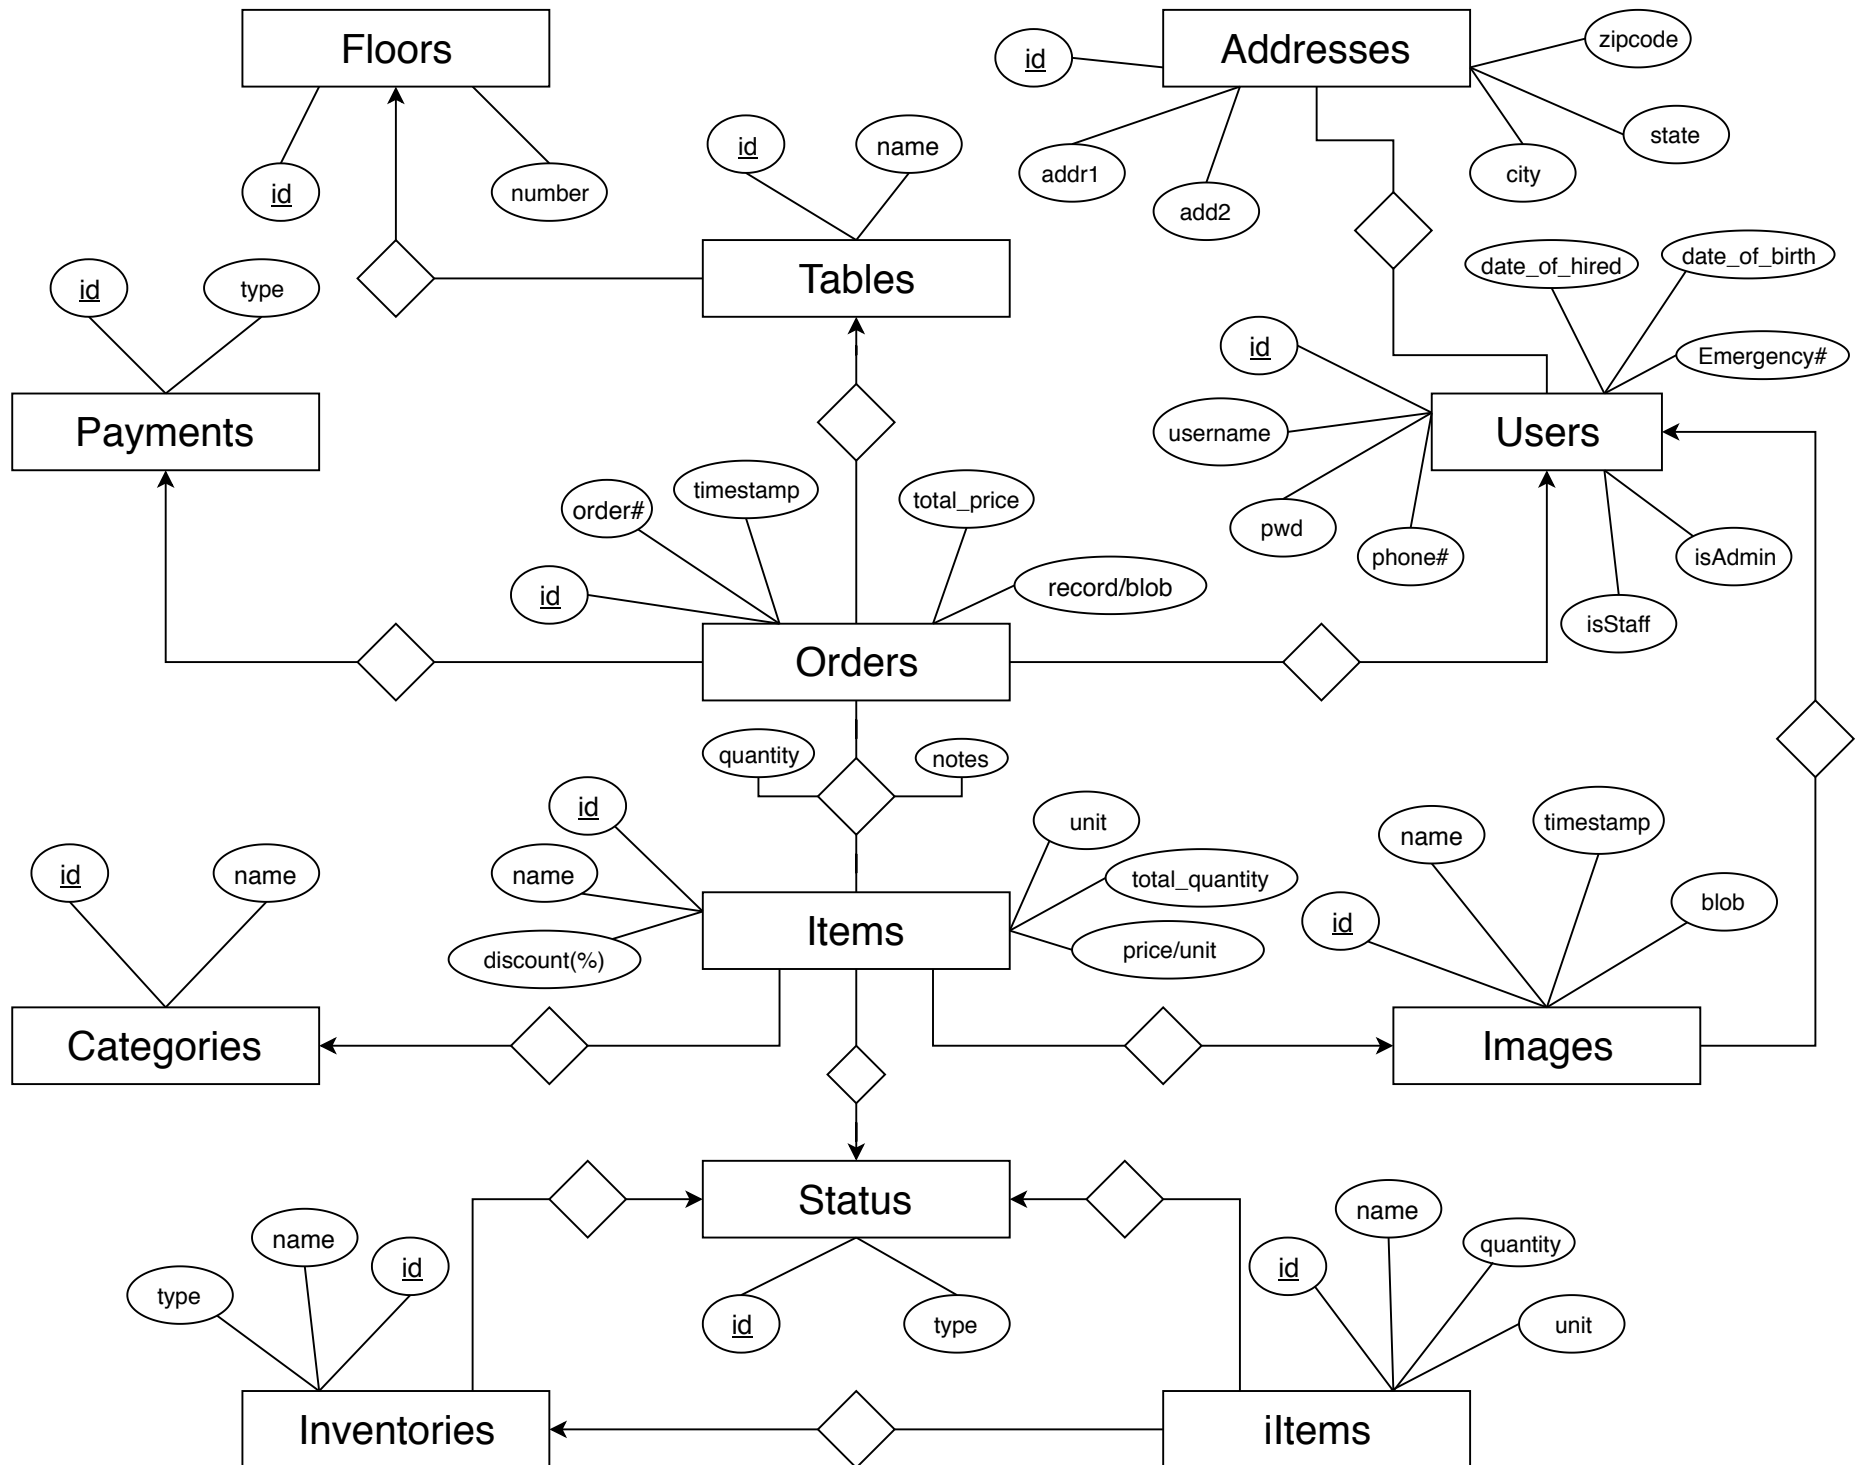 Floors
Addresses
zipcode
id
state
id
name
addr1
city
id
number
add2
date_of_hired
date_of_birth
Tables
id
type
id
Emergency#
Payments
username
Users
timestamp
total_price
order#
pwd
phone#
isAdmin
id
record/blob
isStaff
Orders
quantity
notes
id
unit
timestamp
name
id
name
name
total_quantity
blob
id
Items
discount(%)
price/unit
Categories
Images
Status
name
name
quantity
id
id
type
id
type
unit
Inventories
iItems